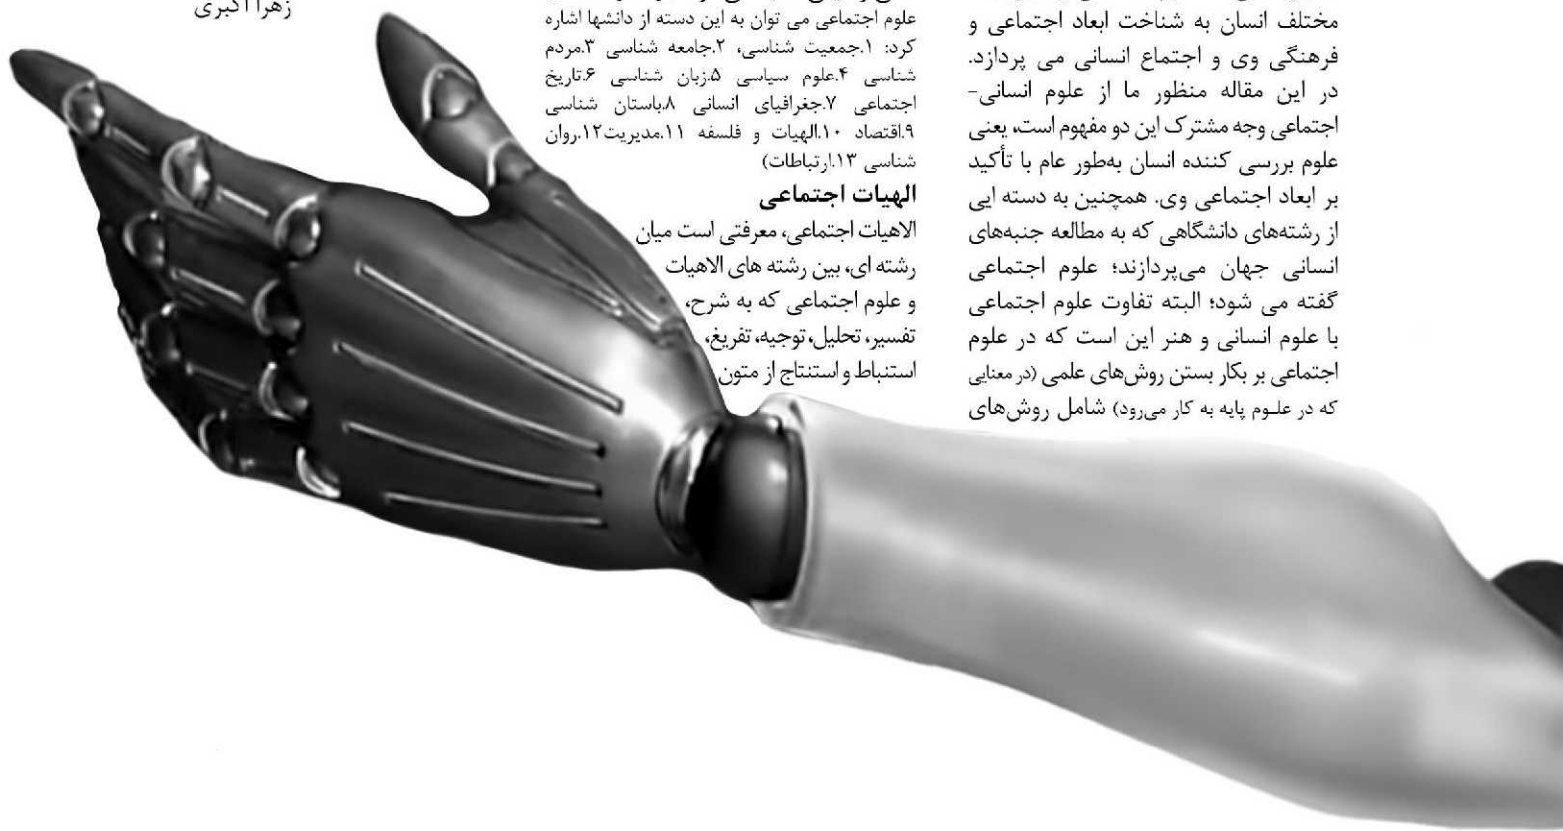 مختلف انسان به شناخت ابعاد اجتماعی و
فرهنگی وی و اجتماع انسانی می پردازد.
در این مقاله منظور ما از علوم انسانی-
اجتماعی وجه مشترک این دو مفهوم است، یعنی
علوم بررسی کننده انسان به‌طور عام با تأکید
بر ابعاد اجتماعی وی. همچنین به دسته ایی
از رشته‌های دانشگاهی که به مطالعه جنبه‌های
انسانی جهان می‌پردازند؛ علوم اجتماعی
گفته می شود؛ البته تفاوت علوم اجتماعی
با علوم انسانی و هنر این است که در علوم
اجتماعی بر بکار بستن روش‌های علمی (در معنایی
که در علـوم پایه به کار می‌رود) شامل روش‌های
علوم اجتماعی می توان به این دسته از دانشها اشاره
کرد: ۱.جمعیت شناسی، ۲.جامعه شناسی ۳.مردم
شناسی ۴.علوم سیاسی ۵.زبان شناسی ۶.تاریخ
اجتماعی ۷.جغرافیای انسانی ۸.باستان شناسی
۹.اقتصاد ۱۰.الهیات و فلسفه ۱۱.مدیریت۱۲.روان
شناسی ۱۳.ارتباطات)
الهیات اجتماعی
الاهیات اجتماعی، معرفتی است میان
رشته ای، بین رشته های الاهیات
و علوم اجتماعی که به شرح،
تفسیر، تحلیل، توجیه، تفریغ،
استنباط و استنتاج از متون
زهرا اکبری